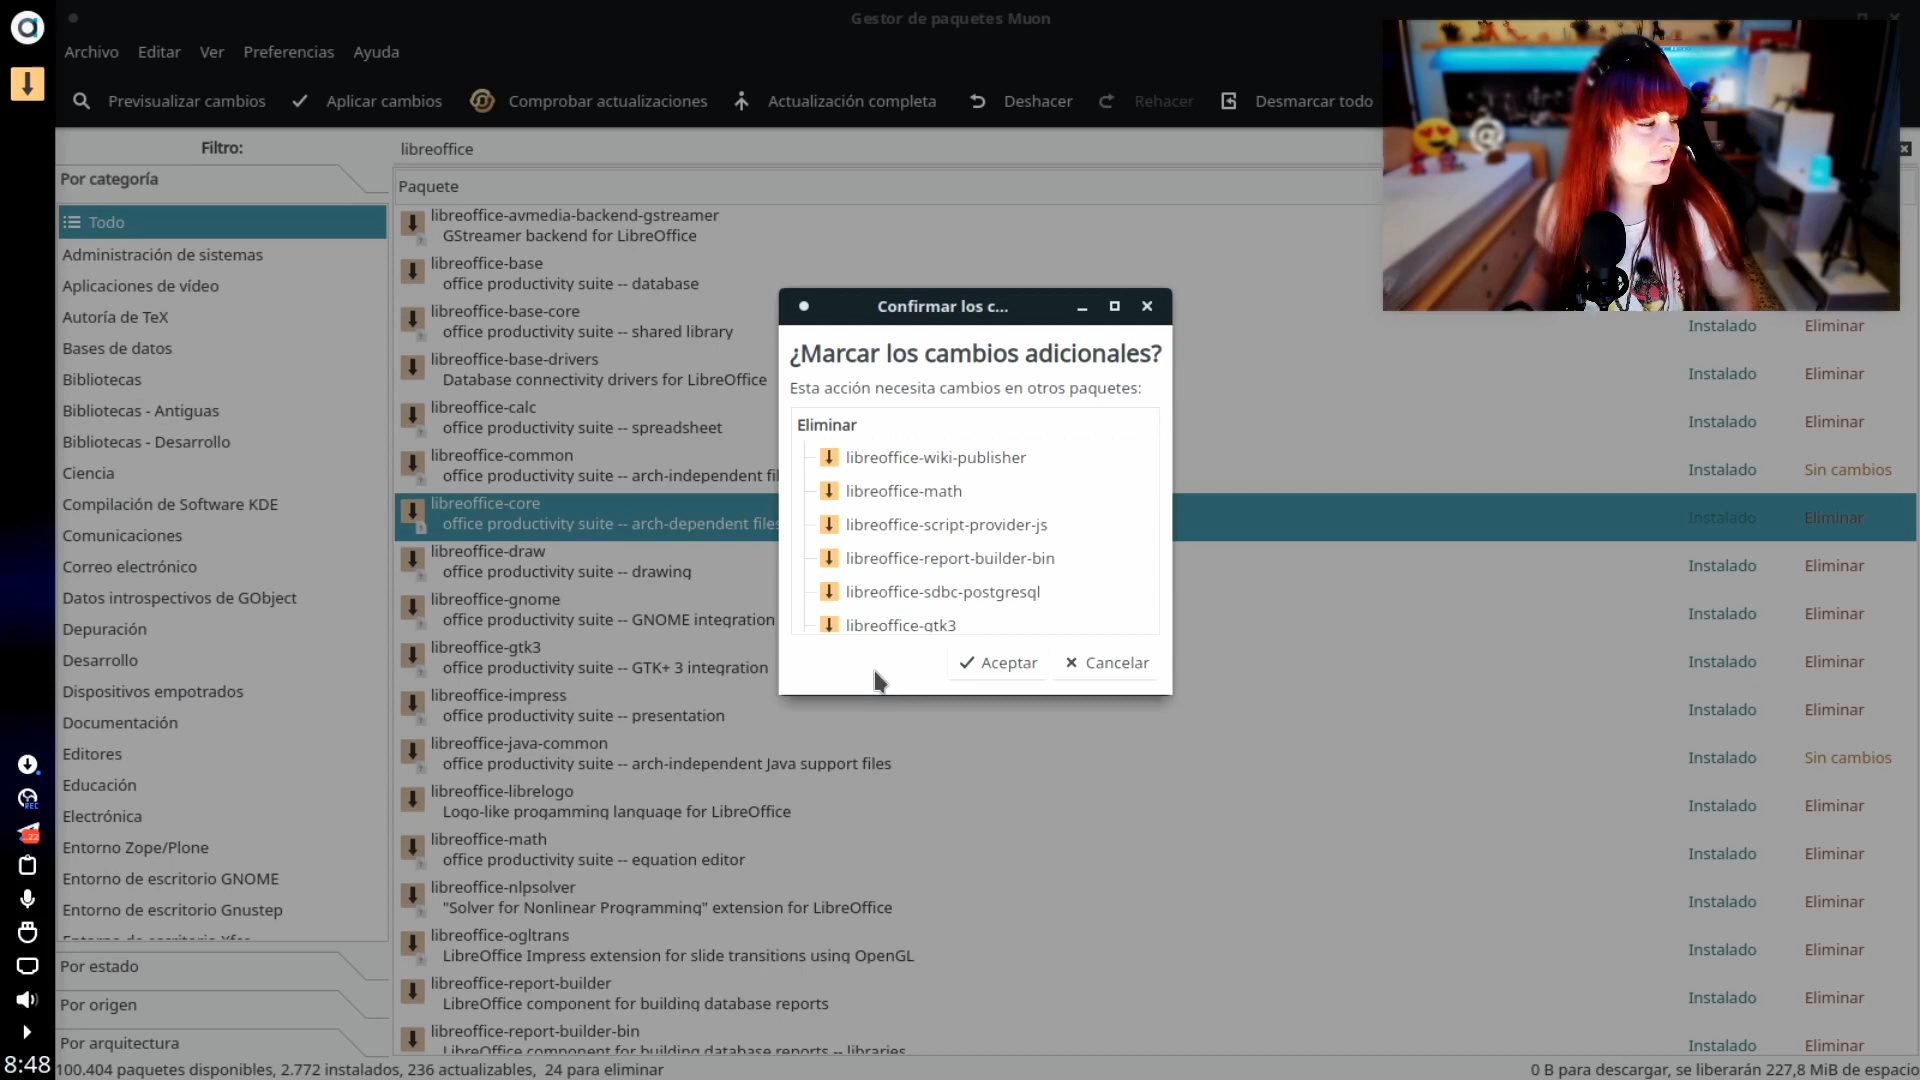 Gestor de paquetes Muon
Archivo Editar Ver Preferencias Ayuda
Previsualizar cambios Aplicar cambios Comprobar actualizaciones Actualización completa Deshacer Rehacer Desmarcar todo
Filtro:
libreoffice
Por categoría
Paquete
Todo
Administración de sistemas
Aplicaciones de vídeo
Autoría de TeX
Bases de datos
Bibliotecas
Bibliotecas - Antiguas
Bibliotecas - Desarrollo
Ciencia
Compilación de Software KDE
Comunicaciones
Correo electrónico
Datos introspectivos de GObject
Depuración
Desarrollo
Dispositivos empotrados
Documentación
Editores
Educación
Electrónica
Entorno Zope/Plone
Entorno de escritorio GNOME
Entorno de escritorio Gnustep
Entorno de escritorio Xfce
Por estado
Por origen
Por arquitectura
libreoffice-avmedia-backend-gstreamer
GStreamer backend for LibreOffice
libreoffice-base
office productivity suite -- database
libreoffice-base-core
office productivity suite -- shared library
Instalado Eliminar
libreoffice-base-drivers
Database connectivity drivers for LibreOffice
Instalado Eliminar
libreoffice-calc
office productivity suite -- spreadsheet
Instalado Eliminar
libreoffice-common
office productivity suite -- arch-independent fil
Instalado Sin cambios
libreoffice-core
office productivity suite -- arch-dependent files
Instalado Eliminar
libreoffice-draw
office productivity suite -- drawing
Instalado Eliminar
libreoffice-gnome
office productivity suite -- GNOME integration
Instalado Eliminar
libreoffice-gtk3
office productivity suite -- GTK+ 3 integration
Instalado Eliminar
libreoffice-impress
office productivity suite -- presentation
Instalado Eliminar
libreoffice-java-common
office productivity suite -- arch-independent Java support files
Instalado Sin cambios
libreoffice-librelogo
Logo-like progamming language for LibreOffice
Instalado Eliminar
libreoffice-math
office productivity suite -- equation editor
Instalado Eliminar
libreoffice-nlpsolver
"Solver for Nonlinear Programming" extension for LibreOffice
Instalado Eliminar
libreoffice-ogltrans
LibreOffice Impress extension for slide transitions using OpenGL
Instalado Eliminar
libreoffice-report-builder
LibreOffice component for building database reports
Instalado Eliminar
libreoffice-report-builder-bin
LibreOffice component for building database reports -- libraries
Instalado Eliminar
Confirmar los c...
¿Marcar los cambios adicionales?
Esta acción necesita cambios en otros paquetes:
Eliminar
libreoffice-wiki-publisher
libreoffice-math
libreoffice-script-provider-js
libreoffice-report-builder-bin
libreoffice-sdbc-postgresql
libreoffice-gtk3
Aceptar Cancelar
REC
22
8:48
100.404 paquetes disponibles, 2.772 instalados, 236 actualizables, 24 para eliminar
0 B para descargar, se liberarán 227,8 MiB de espacio